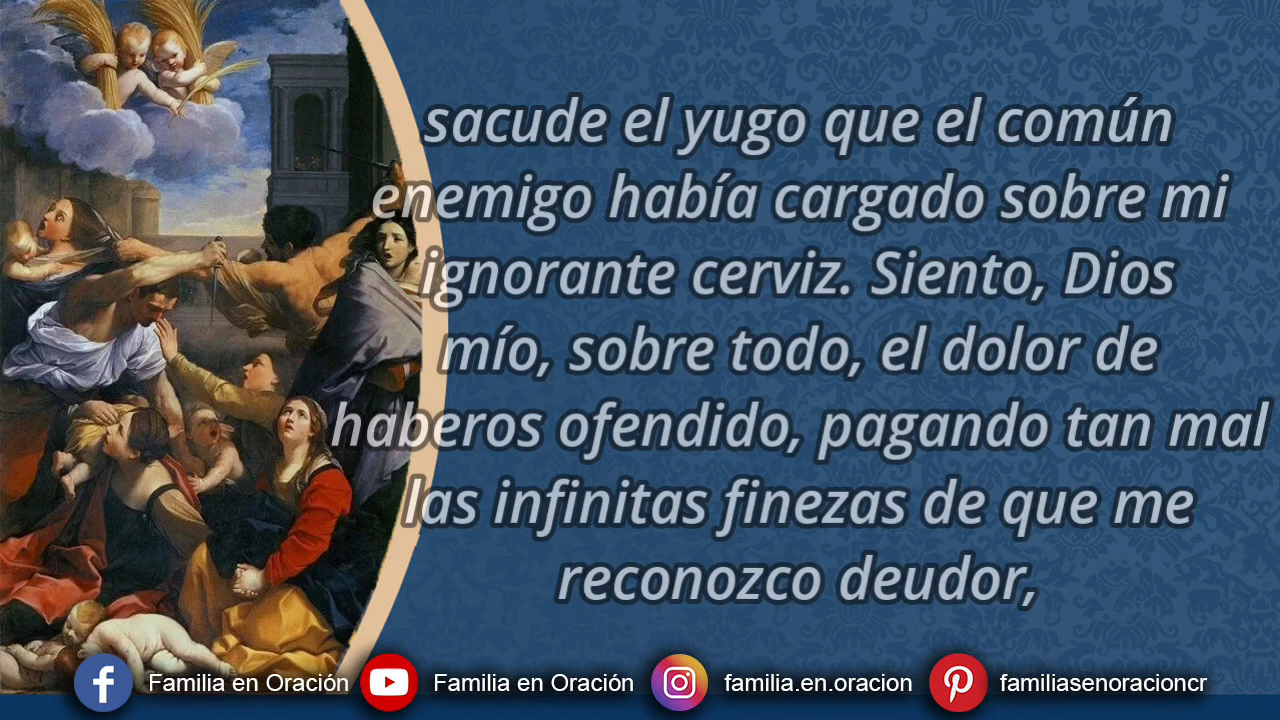 sacude el yugo que el común
enemigo había cargado sobre mi
ignorante cerviz. Siento, Dios
mío, sobre todo, el dolor de
haberos ofendido, pagando tan mal
las infinitas finezas de que me
reconozco deudor,
Familia en Oración
Familia en Oración
familia.en.oracion
familiasenoracioncr